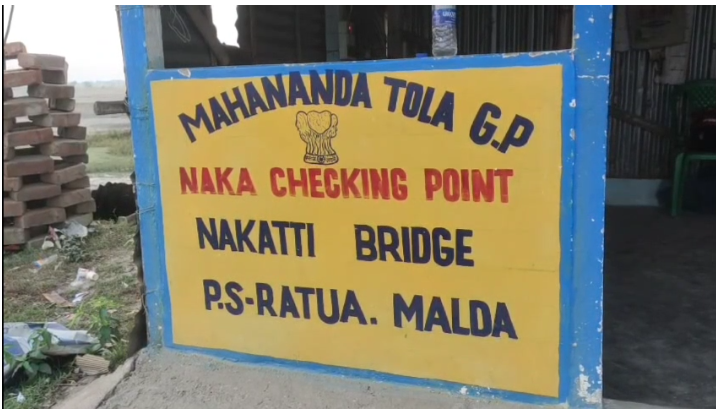 MAHANANDA TOLA G.P
NAKA CHECKING POINT
NAKATTI BRIDGE
P.S-RATUA. MALDA